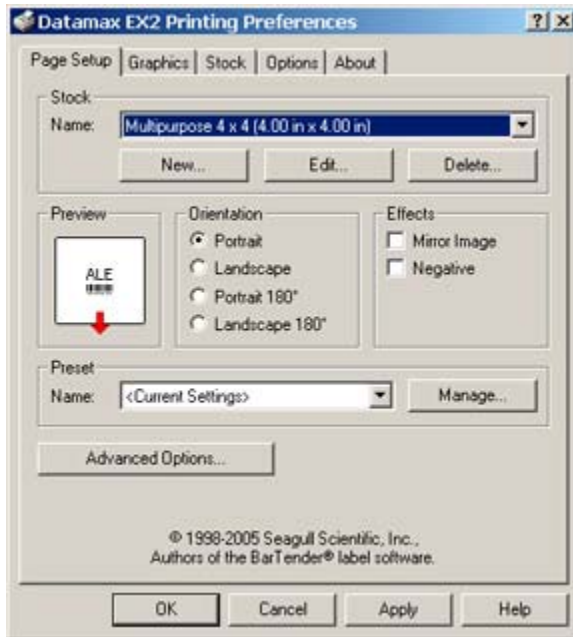 Datamax EX2 Printing Preferences
Page Setup Graphics Stock Options About
Stock
Name: Multipurpose 4 x 4 (4.00 in x 4.00 in)
New... Edit... Delete...
Preview
ALE
Orientation
Portrait
Landscape
Portrait 180°
Landscape 180°
Effects
Mirror Image
Negative
Preset
Name: <Current Settings> Manage...
Advanced Options...
© 1998-2005 Seagull Scientific, Inc.,
Authors of the BarTender® label software.
OK Cancel Apply Help